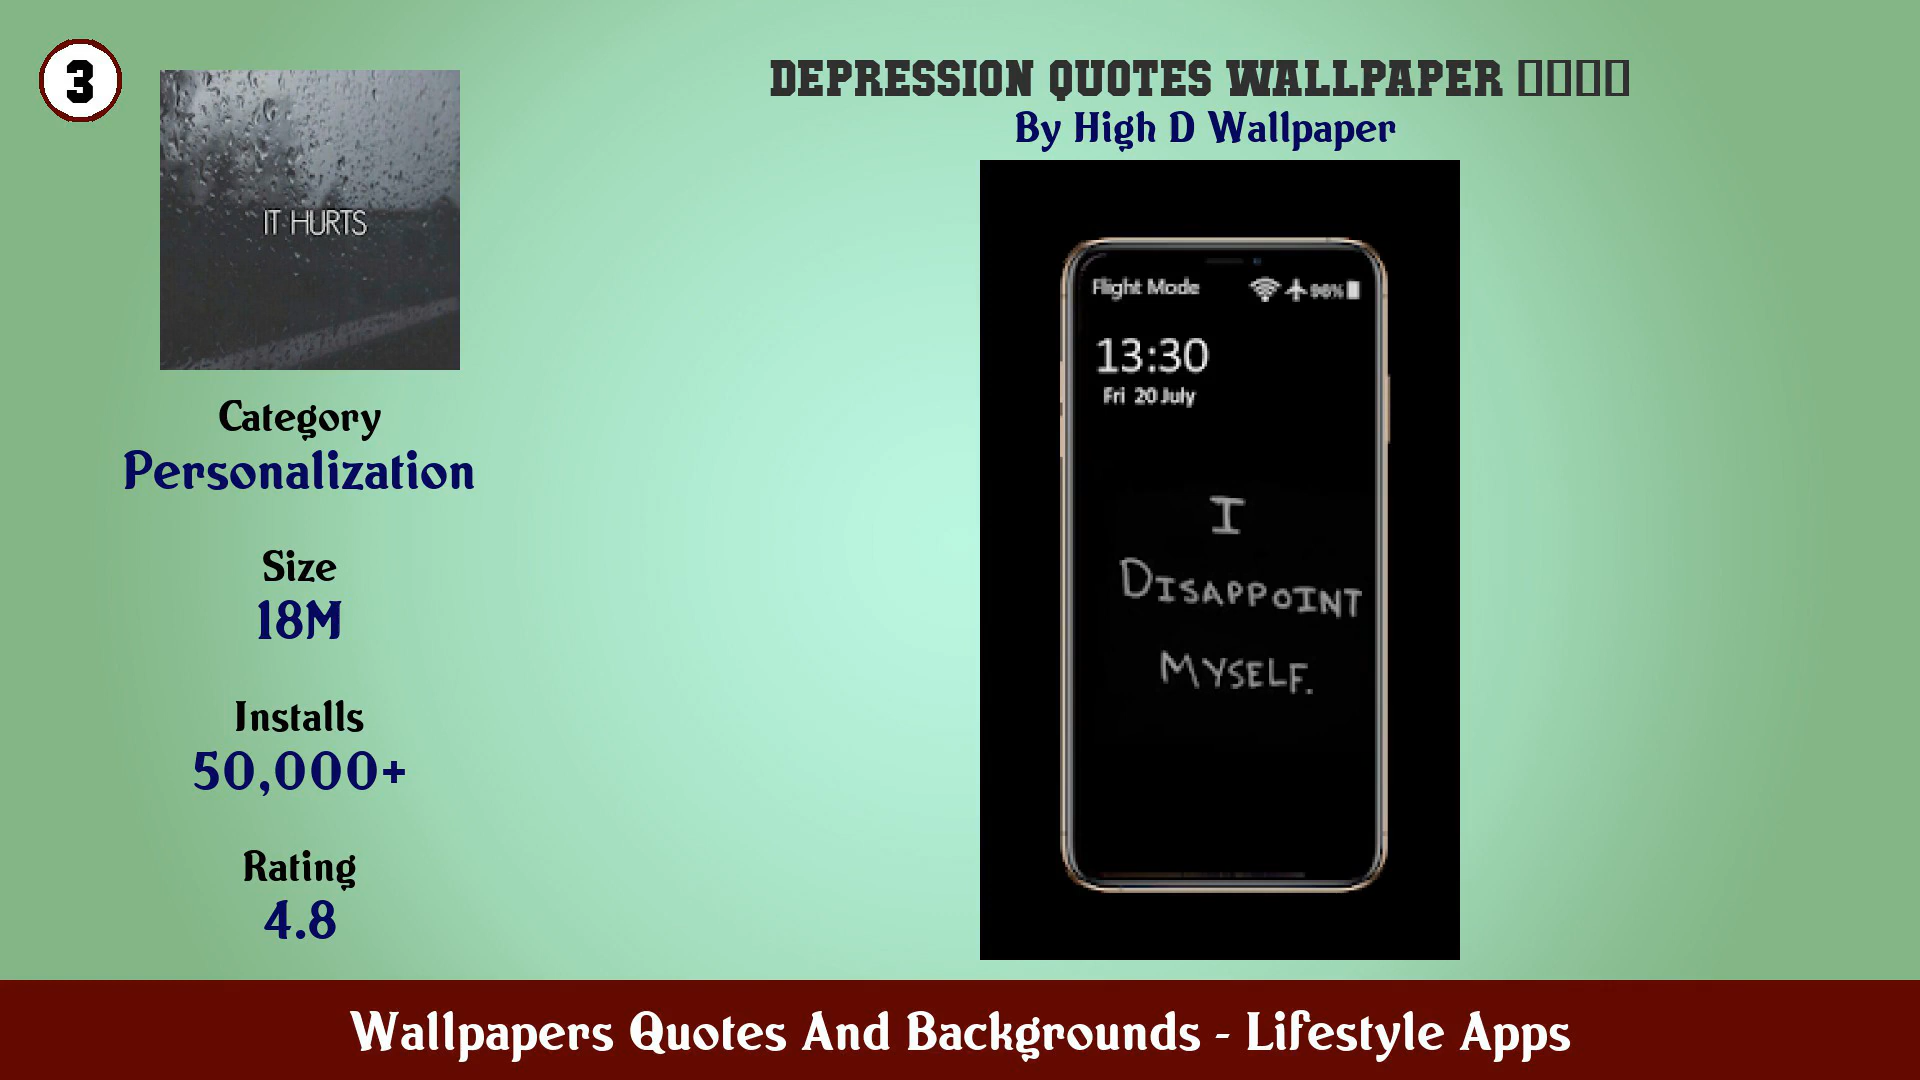 3
DEPRESSION QUOTES WALLPAPER
By High D Wallpaper
IT HURTS
Category
Personalization
Size
18M
Installs
50,000+
Rating
4.8
Flight Mode
98%
13:30
Fri 20 July
I
DISAPPOINT
MYSELF.
Wallpapers Quotes And Backgrounds - Lifestyle Apps